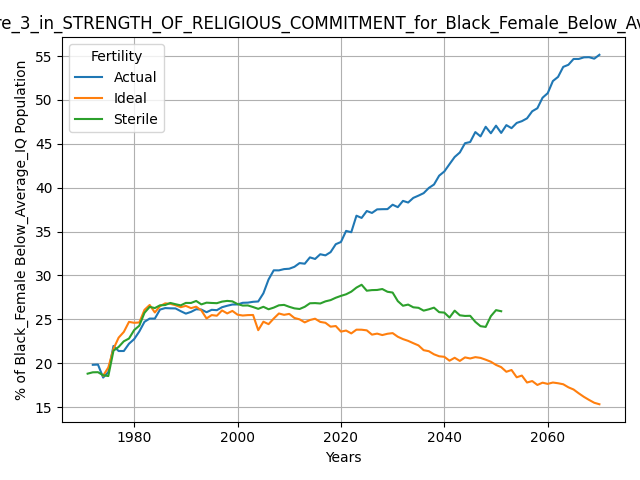 re_3_in_STRENGTH_OF_RELIGIOUS_COMMITMENT_for_Black_Female_Below_Av
Fertility
Actual
Ideal
Sterile
% of Black_Female Below_Average_IQ Population
55
50
45
40
35
30
25
20
15
1980
2000
2020
2040
2060
Years